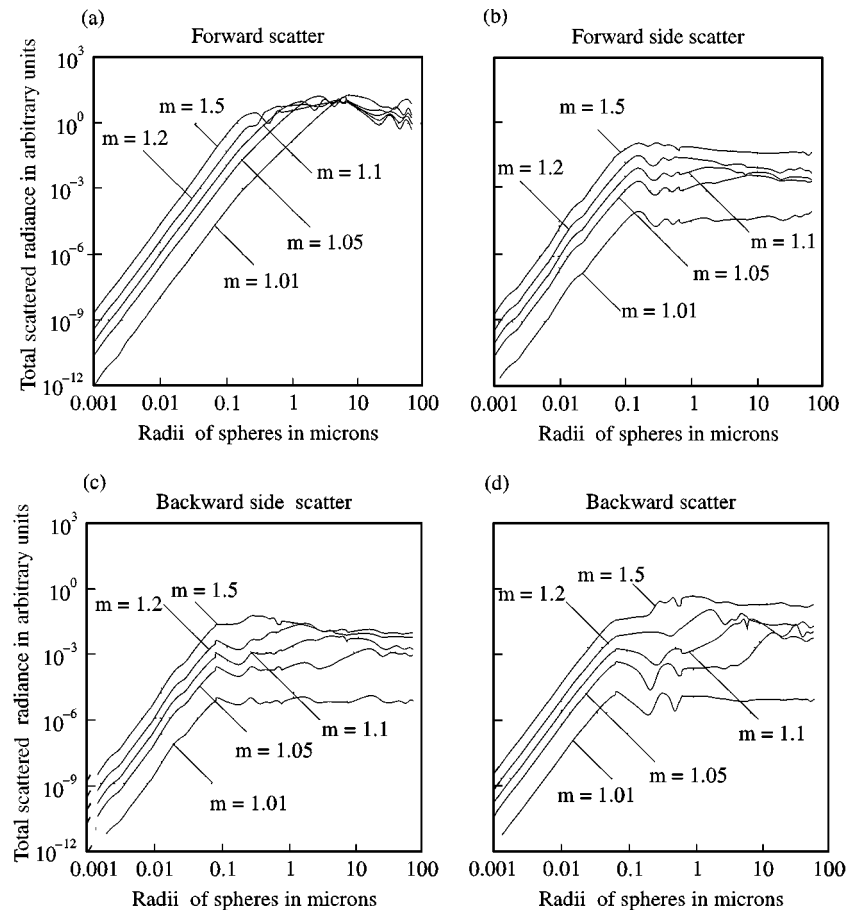 (a)
Forward scatter
Total scattered radiance in arbitrary units
10³
10⁰
10⁻³
10⁻⁶
10⁻⁹
10⁻¹²
m = 1.5
m = 1.2
m = 1.1
m = 1.05
m = 1.01
0.001 0.01 0.1 1 10 100
Radii of spheres in microns
(b)
Forward side scatter
m = 1.5
m = 1.2
m = 1.1
m = 1.05
m = 1.01
0.001 0.01 0.1 1 10 100
Radii of spheres in microns
(c)
Backward side scatter
Total scattered radiance in arbitrary units
10³
10⁰
10⁻³
10⁻⁶
10⁻⁹
10⁻¹²
m = 1.5
m = 1.2
m = 1.1
m = 1.05
m = 1.01
0.001 0.01 0.1 1 10 100
Radii of spheres in microns
(d)
Backward scatter
m = 1.5
m = 1.2
m = 1.1
m = 1.05
m = 1.01
0.001 0.01 0.1 1 10 100
Radii of spheres in microns